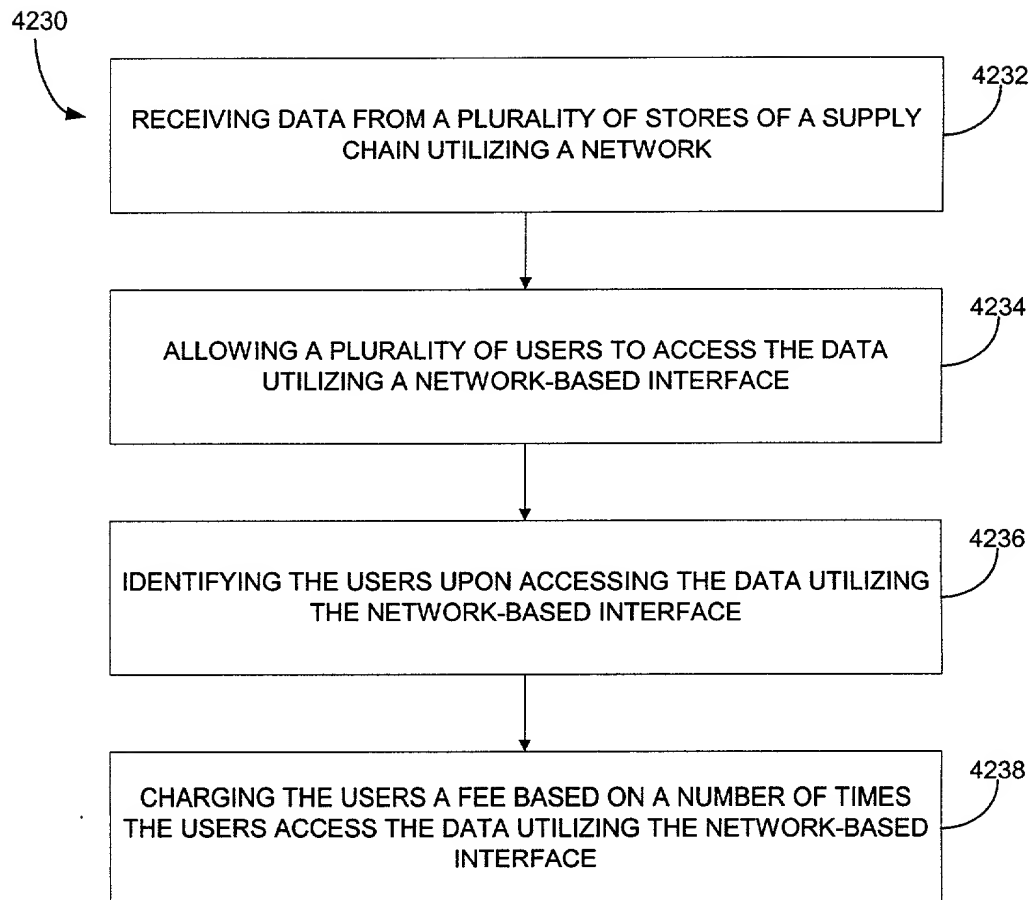 4230
4232
RECEIVING DATA FROM A PLURALITY OF STORES OF A SUPPLY
CHAIN UTILIZING A NETWORK
4234
ALLOWING A PLURALITY OF USERS TO ACCESS THE DATA
UTILIZING A NETWORK-BASED INTERFACE
4236
IDENTIFYING THE USERS UPON ACCESSING THE DATA UTILIZING
THE NETWORK-BASED INTERFACE
4238
CHARGING THE USERS A FEE BASED ON A NUMBER OF TIMES
THE USERS ACCESS THE DATA UTILIZING THE NETWORK-BASED
INTERFACE